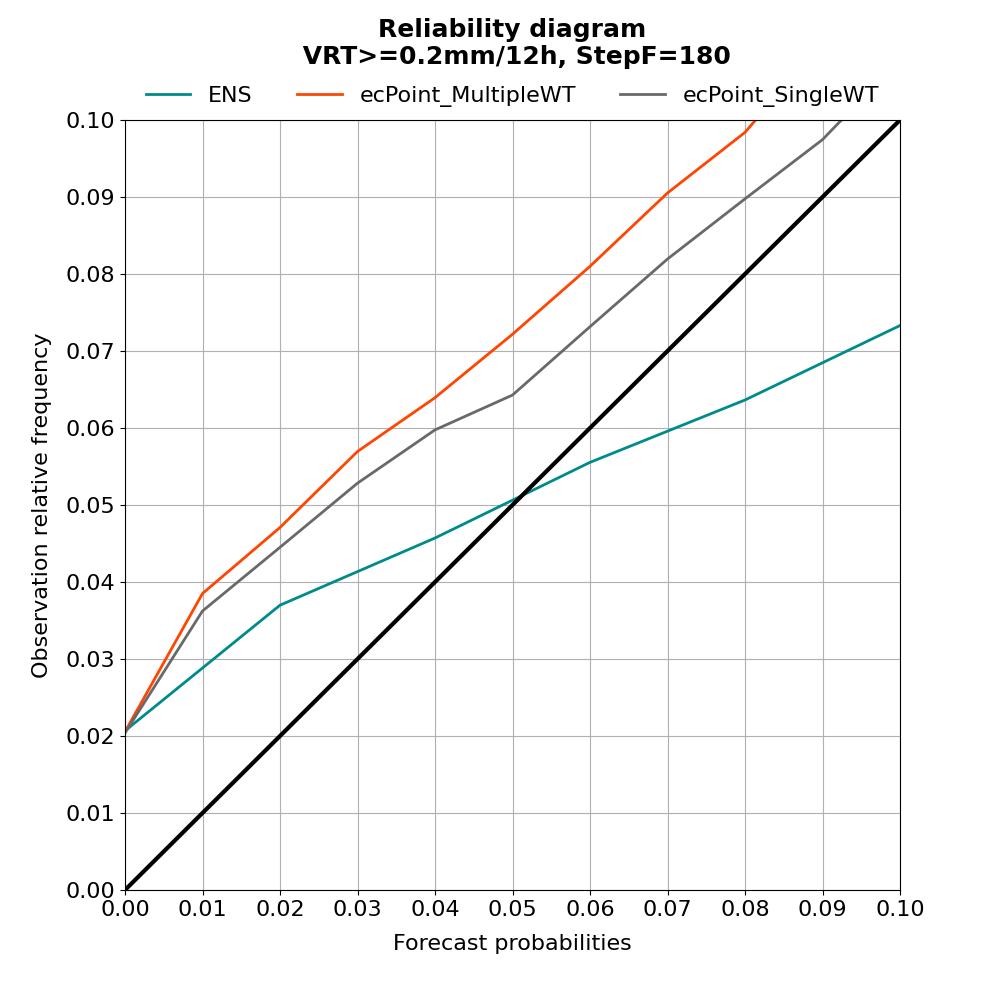 Reliability diagram
VRT>=0.2mm/12h, StepF=180
ENS ecPoint_MultipleWT ecPoint_SingleWT
0.10
0.09
0.08
0.07
0.06
0.05
0.04
0.03
0.02
0.01
0.00
Observation relative frequency
0.00 0.01 0.02 0.03 0.04 0.05 0.06 0.07 0.08 0.09 0.10
Forecast probabilities